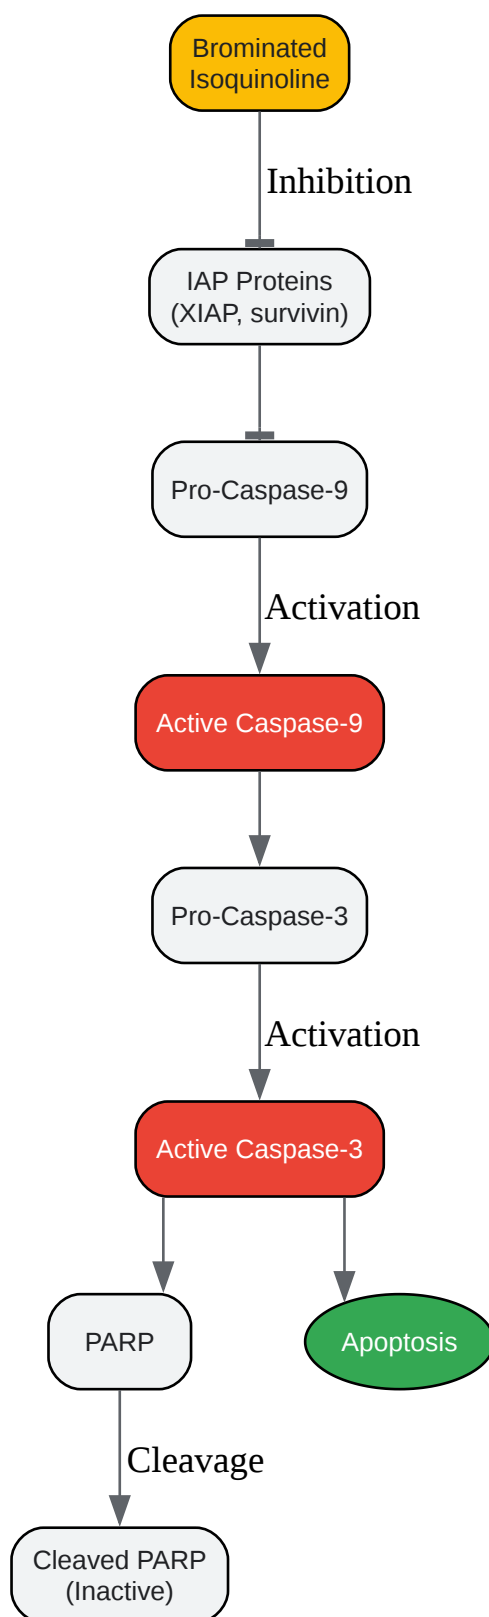 Brominated
Isoquinoline
Inhibition
IAP Proteins
(XIAP, survivin)
Pro-Caspase-9
Activation
Active Caspase-9
Pro-Caspase-3
Activation
Active Caspase-3
PARP
Apoptosis
Cleavage
Cleaved PARP
(Inactive)